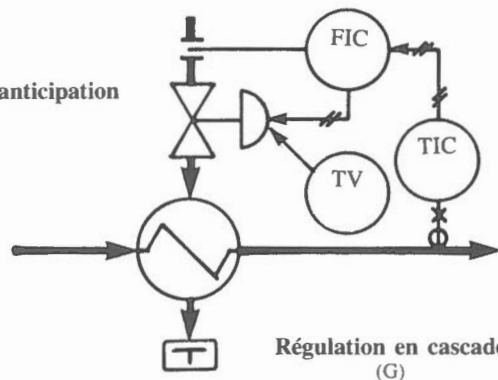 FIC
anticipation
TIC
TV
T
Régulation en cascade
(G)